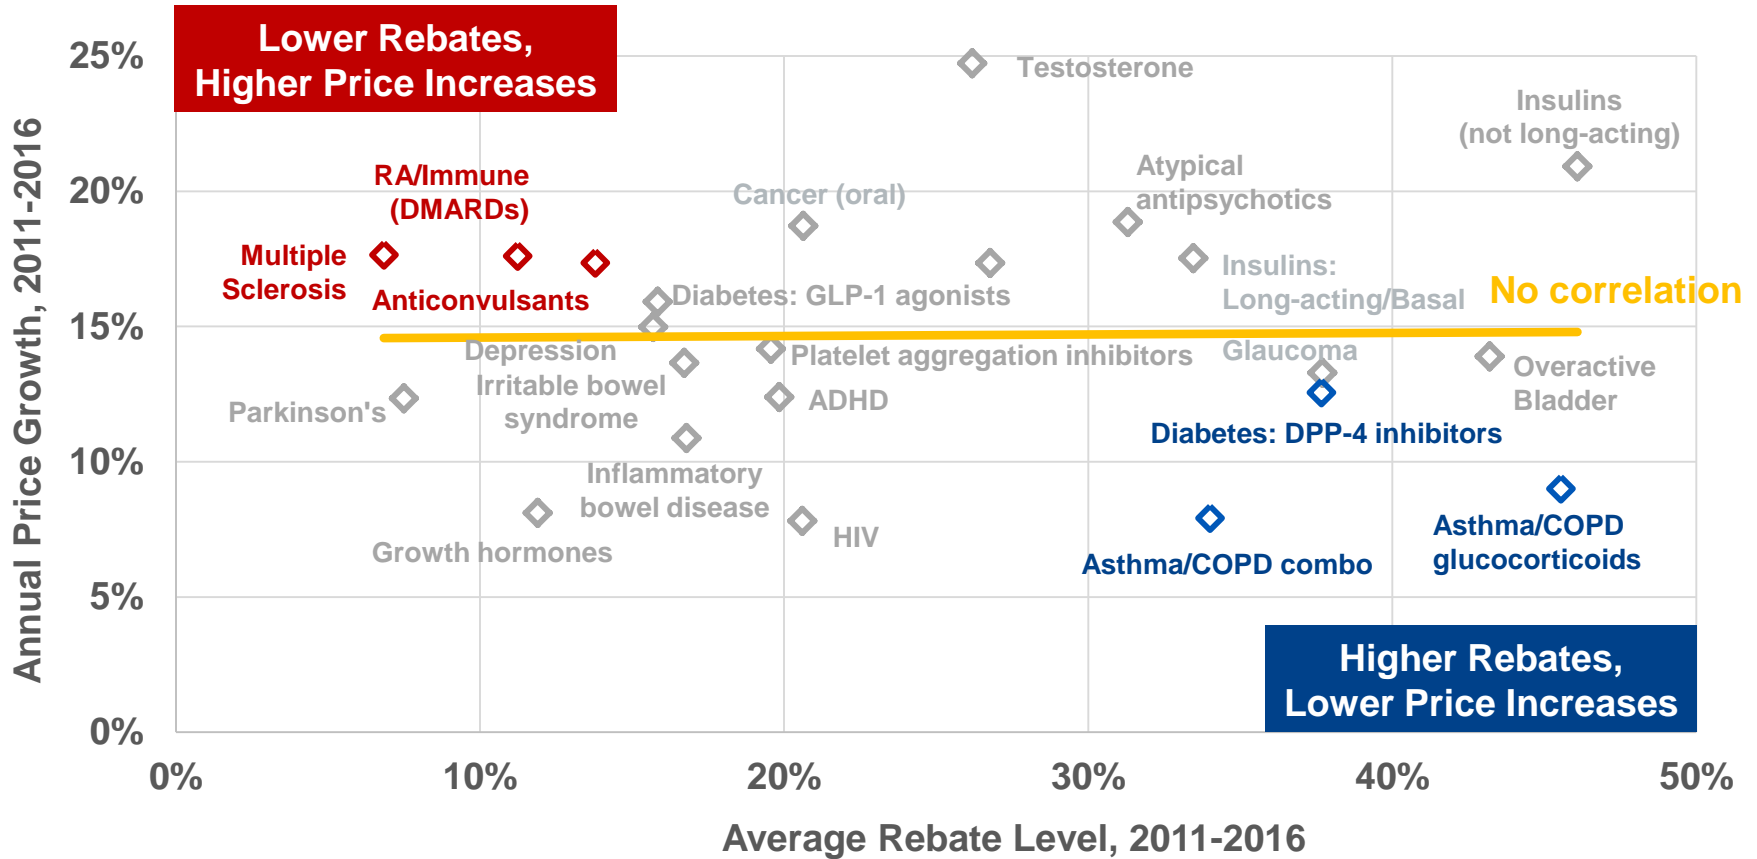 Lower Rebates,
Higher Price Increases
25%
20%
15%
10%
5%
0%
Annual Price Growth, 2011-2016
Testosterone
Insulins
(not long-acting)
RA/Immune
(DMARDs)
Cancer (oral)
Atypical
antipsychotics
Multiple
Sclerosis
Anticonvulsants
Diabetes: GLP-1 agonists
Insulins:
Long-acting/Basal
No correlation
Depression
Irritable bowel
syndrome
Platelet aggregation inhibitors
Glaucoma
Overactive
Bladder
Parkinson's
ADHD
Diabetes: DPP-4 inhibitors
Inflammatory
bowel disease
Growth hormones
HIV
Asthma/COPD combo
Asthma/COPD
glucocorticoids
Higher Rebates,
Lower Price Increases
0%
10%
20%
30%
40%
50%
Average Rebate Level, 2011-2016